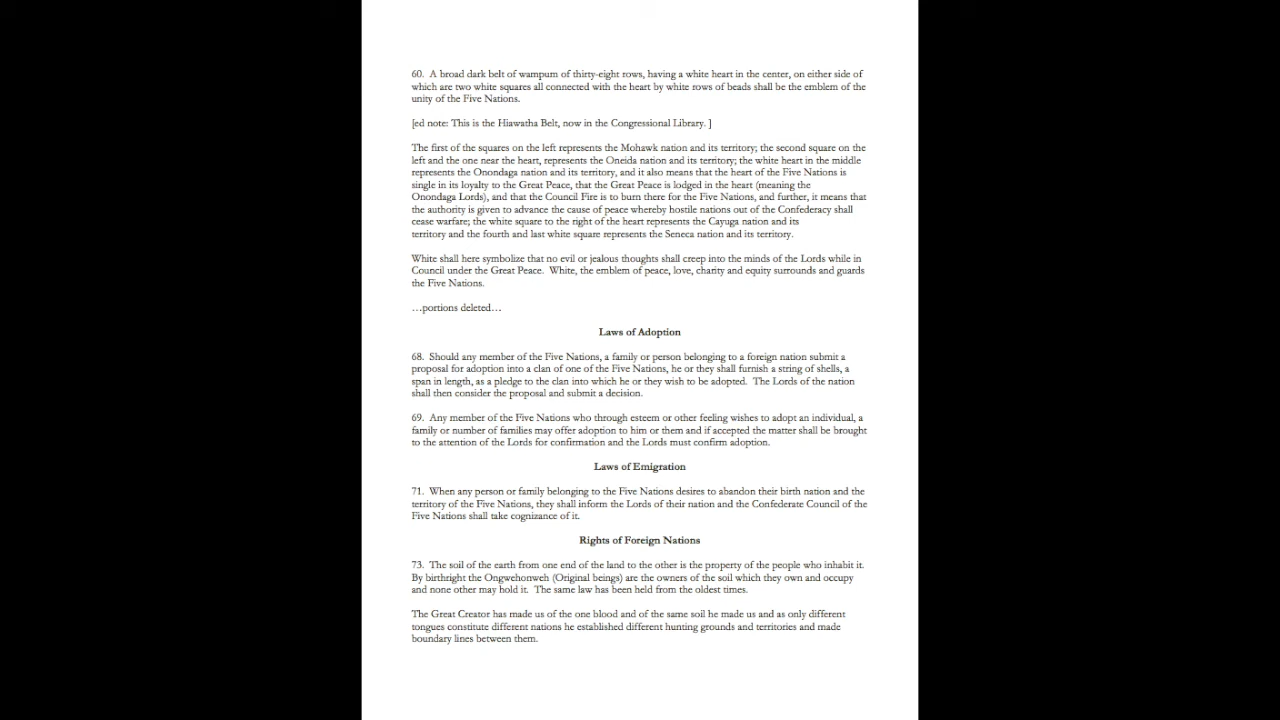 60.  A broad dark belt of wampum of thirty-eight rows, having a white heart in the center, on either side of
which are two white squares all connected with the heart by white rows of beads shall be the emblem of the
unity of the Five Nations.
[ed note: This is the Hiawatha Belt, now in the Congressional Library. ]
The first of the squares on the left represents the Mohawk nation and its territory; the second square on the
left and the one near the heart, represents the Oneida nation and its territory; the white heart in the middle
represents the Onondaga nation and its territory, and it also means that the heart of the Five Nations is
single in its loyalty to the Great Peace, that the Great Peace is lodged in the heart (meaning the
Onondaga Lords), and that the Council Fire is to burn there for the Five Nations, and further, it means that
the authority is given to advance the cause of peace whereby hostile nations out of the Confederacy shall
cease warfare; the white square to the right of the heart represents the Cayuga nation and its
territory and the fourth and last white square represents the Seneca nation and its territory.
White shall here symbolize that no evil or jealous thoughts shall creep into the minds of the Lords while in
Council under the Great Peace.  White, the emblem of peace, love, charity and equity surrounds and guards
the Five Nations.
…portions deleted…
Laws of Adoption
68.  Should any member of the Five Nations, a family or person belonging to a foreign nation submit a
proposal for adoption into a clan of one of the Five Nations, he or they shall furnish a string of shells, a
span in length, as a pledge to the clan into which he or they wish to be adopted.  The Lords of the nation
shall then consider the proposal and submit a decision.
69.  Any member of the Five Nations who through esteem or other feeling wishes to adopt an individual, a
family or number of families may offer adoption to him or them and if accepted the matter shall be brought
to the attention of the Lords for confirmation and the Lords must confirm adoption.
Laws of Emigration
71.  When any person or family belonging to the Five Nations desires to abandon their birth nation and the
territory of the Five Nations, they shall inform the Lords of their nation and the Confederate Council of the
Five Nations shall take cognizance of it.
Rights of Foreign Nations
73.  The soil of the earth from one end of the land to the other is the property of the people who inhabit it.
By birthright the Ongwehonweh (Original beings) are the owners of the soil which they own and occupy
and none other may hold it.  The same law has been held from the oldest times.
The Great Creator has made us of the one blood and of the same soil he made us and as only different
tongues constitute different nations he established different hunting grounds and territories and made
boundary lines between them.